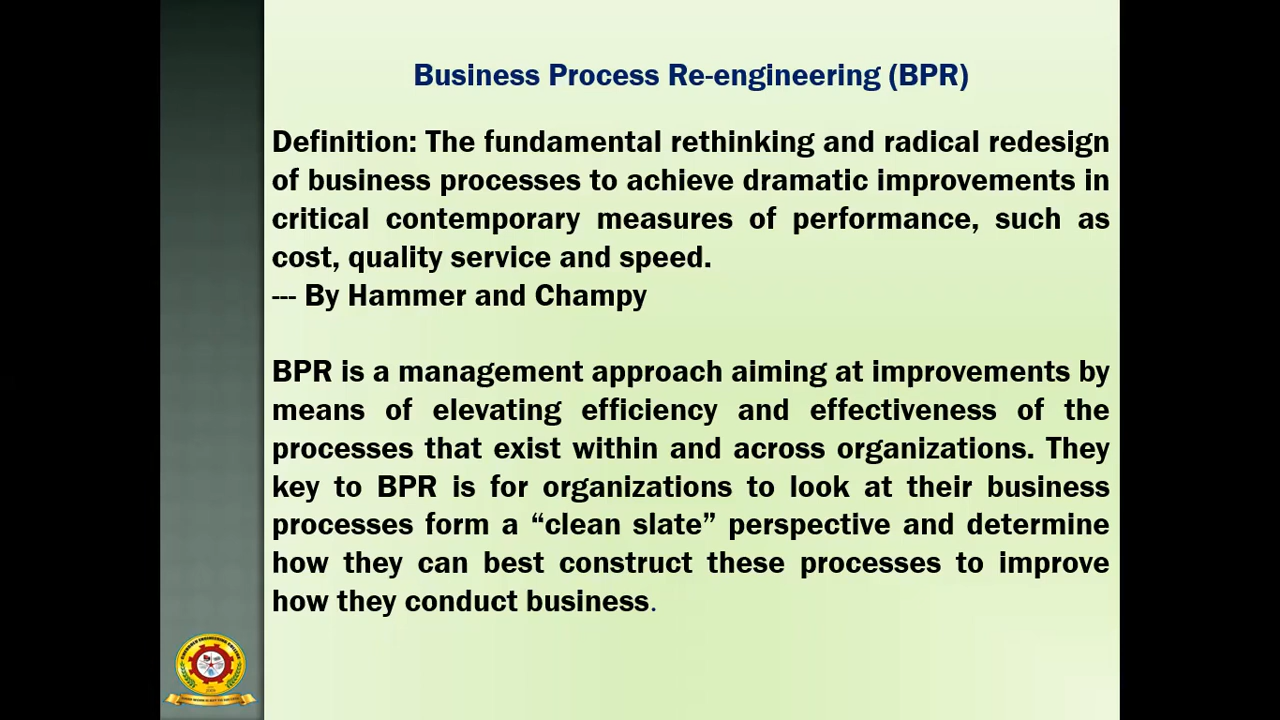 Business Process Re-engineering (BPR)
Definition: The fundamental rethinking and radical redesign
of business processes to achieve dramatic improvements in
critical contemporary measures of performance, such as
cost, quality service and speed.
--- By Hammer and Champy
BPR is a management approach aiming at improvements by
means of elevating efficiency and effectiveness of the
processes that exist within and across organizations. They
key to BPR is for organizations to look at their business
processes form a “clean slate” perspective and determine
how they can best construct these processes to improve
how they conduct business.